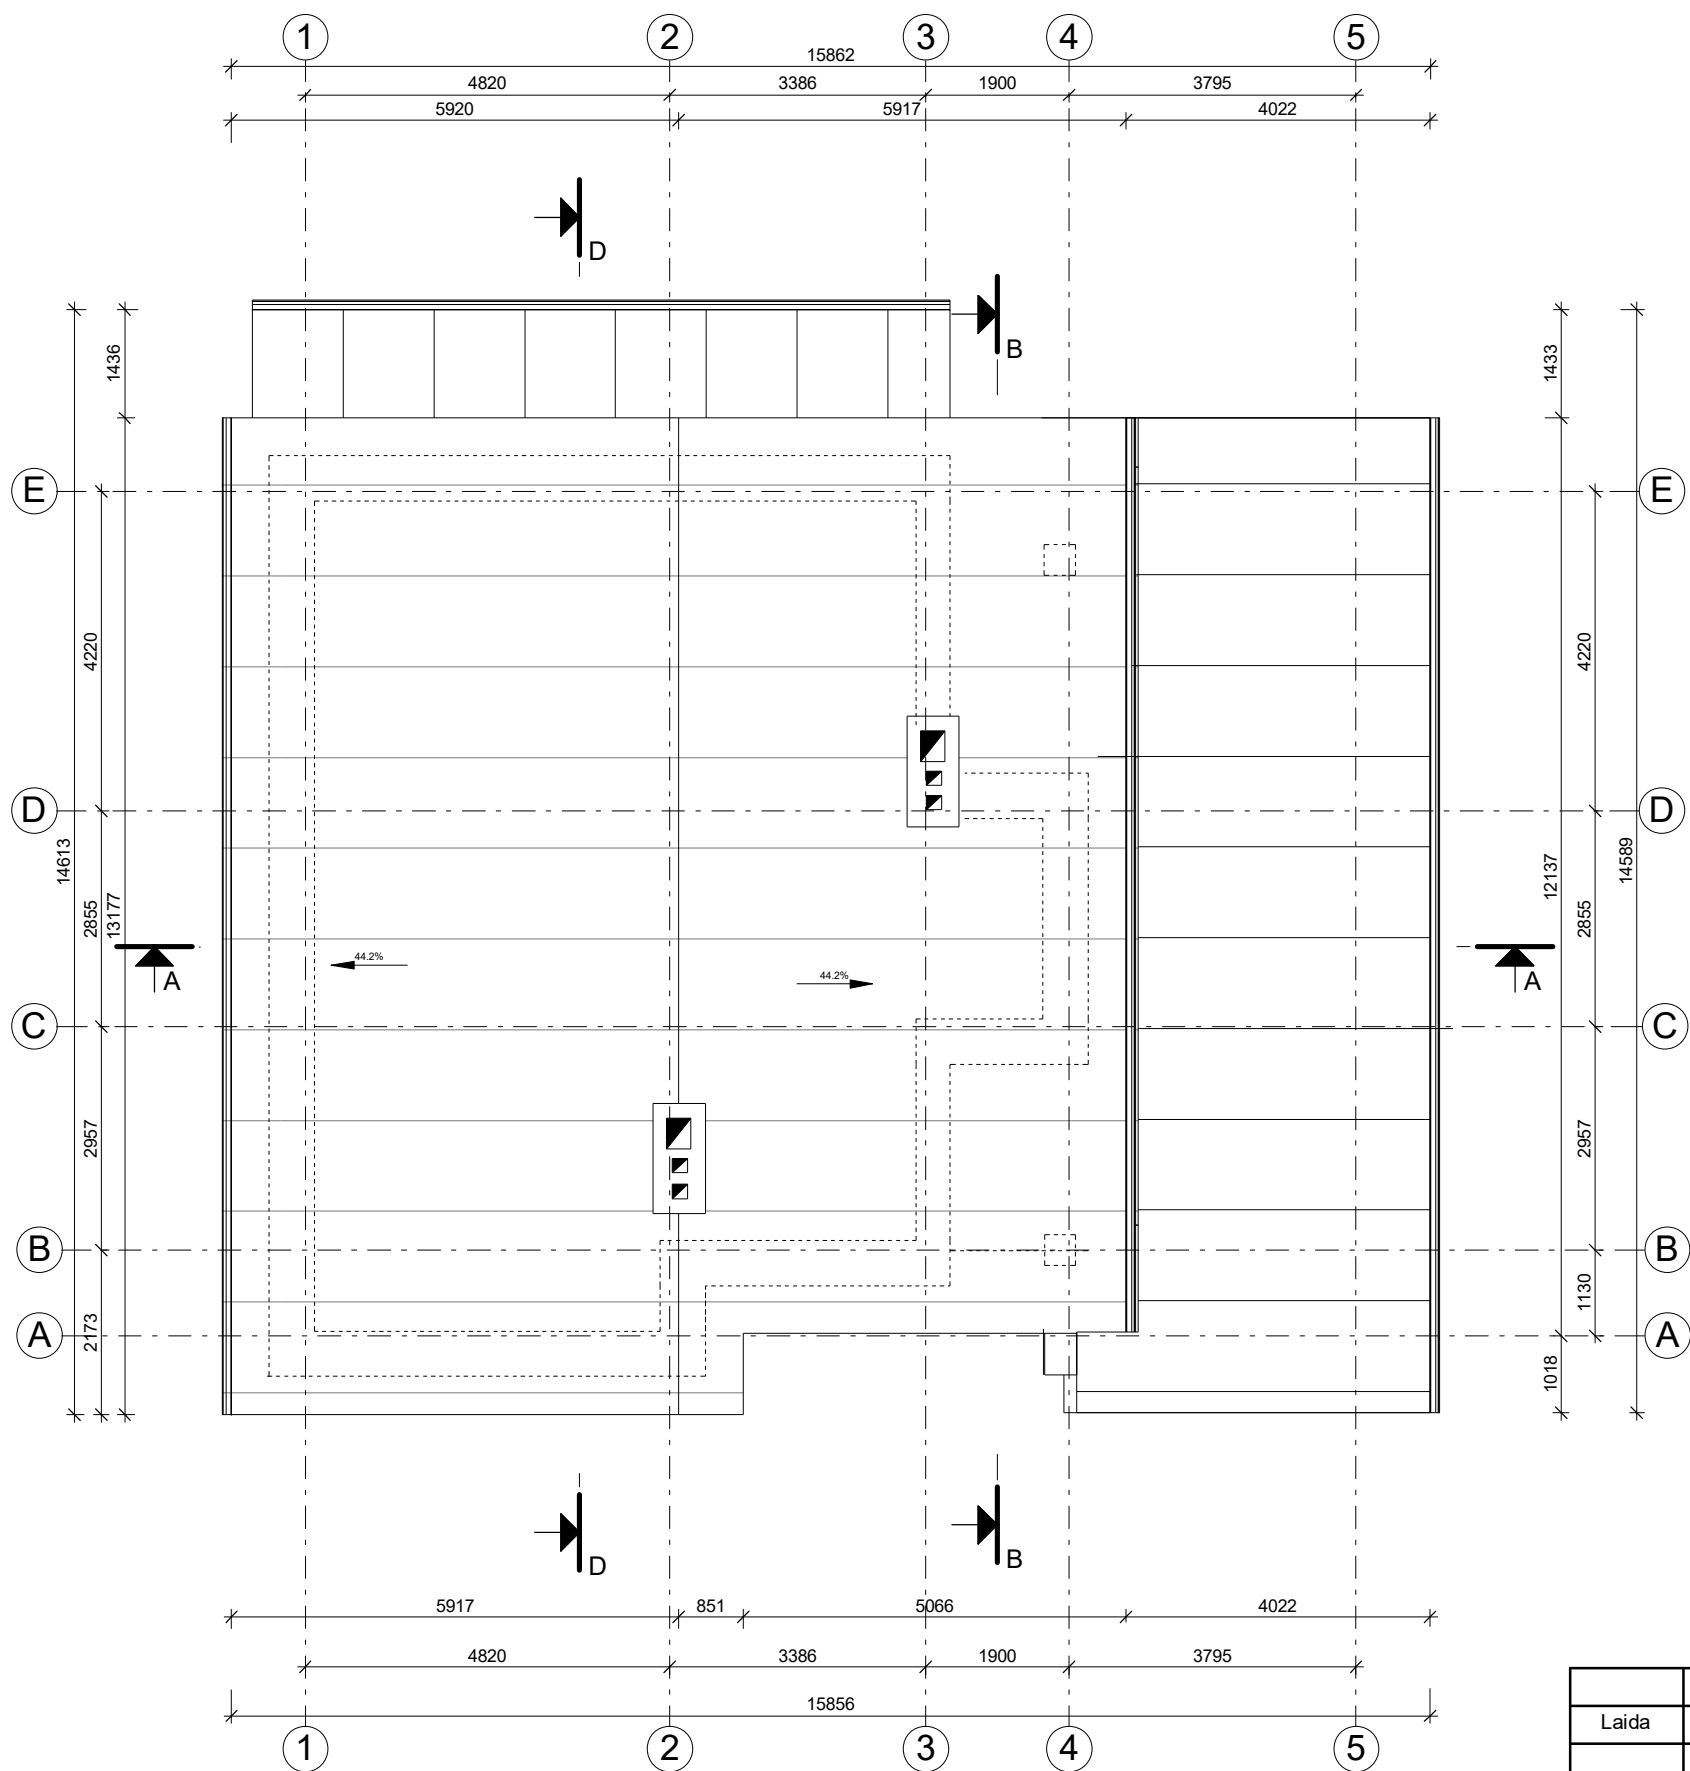 1 2 3 4 5
15862
4820 3386 1900 3795
5920 5917 4022
D
B
1436 1433
E E
4220 4220
D D
14613 2855 13177 12137 2855 14589
44.2% 44.2%
A A
C C
2957 2957
B B
2173 1130
A A
1018
D B
5917 851 5066 4022
4820 3386 1900 3795
15856
Laida
1 2 3 4 5